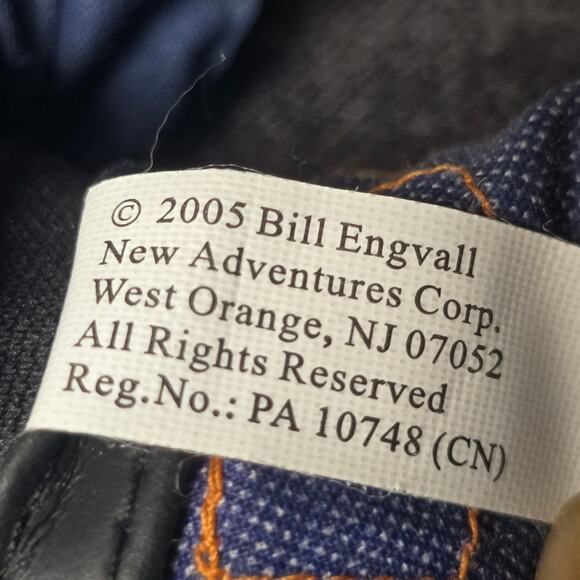 © 2005 Bill Engvall
New Adventures Corp.
West Orange, NJ 07052
All Rights Reserved
Reg.No.: PA 10748 (CN)